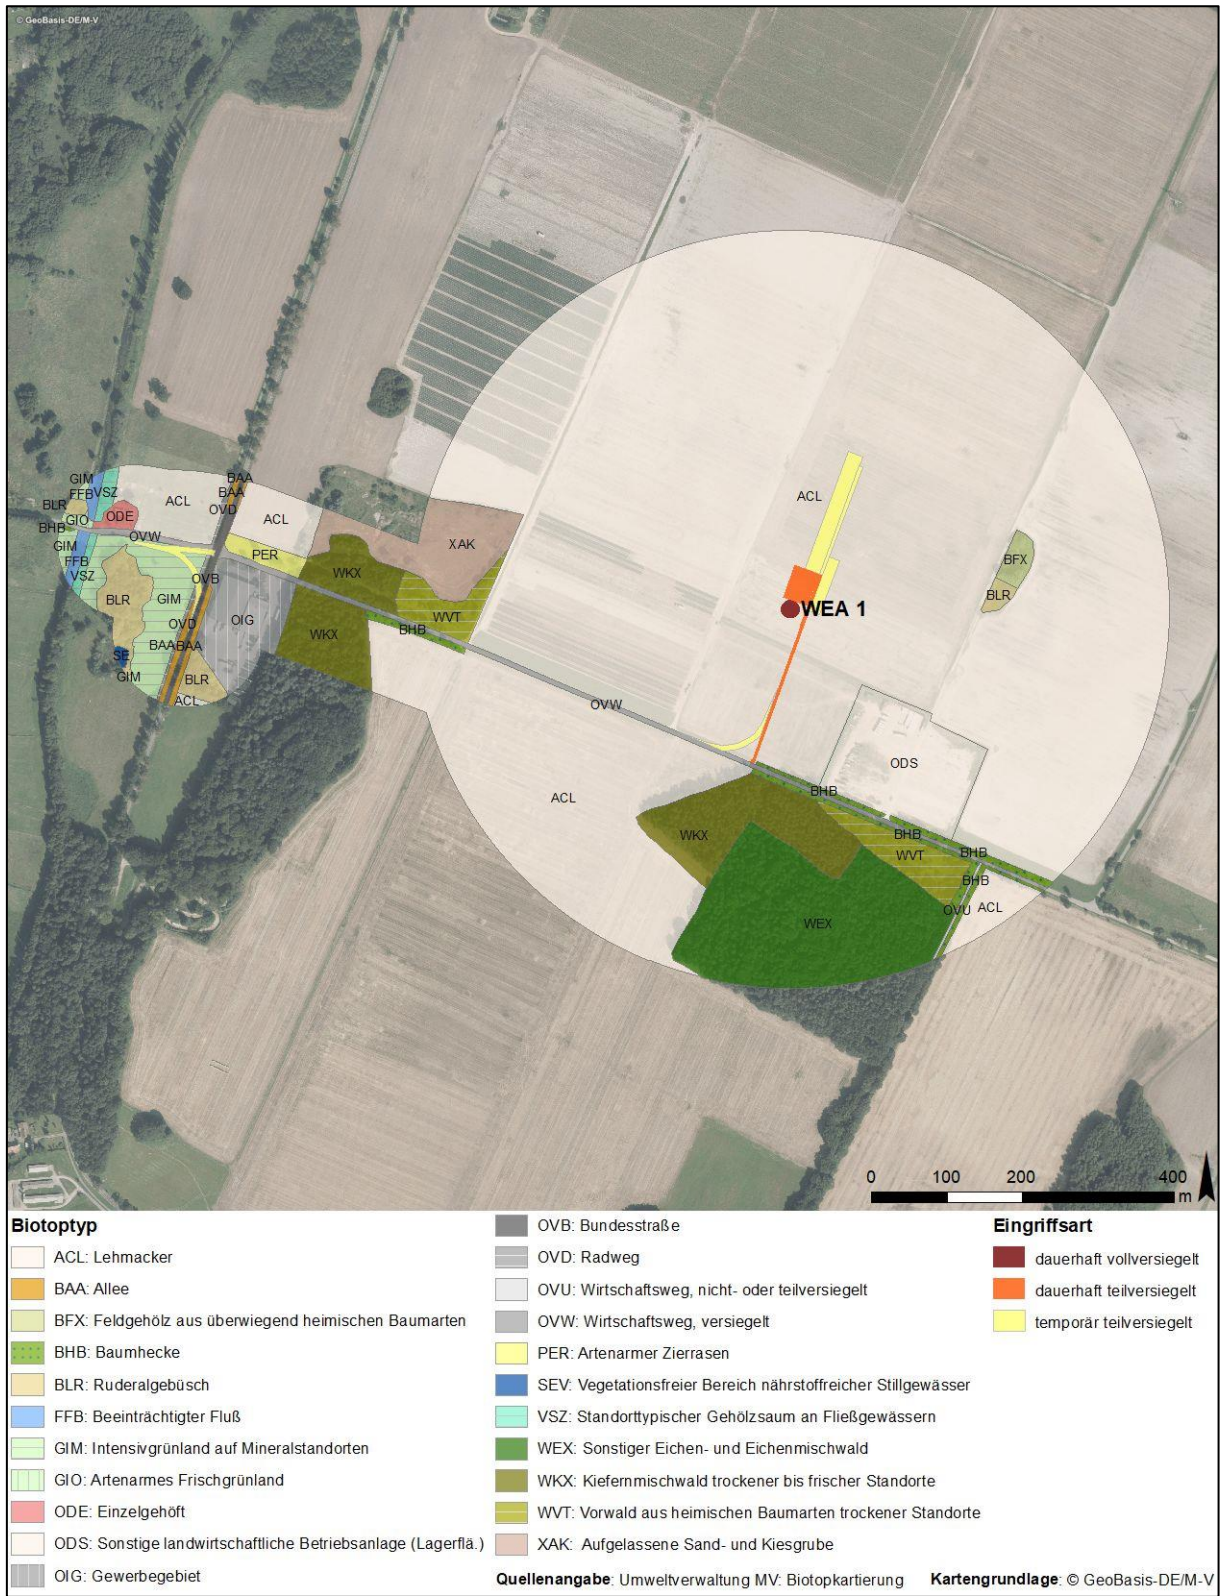 © GeoBasis-DE/M-V
GIM
FFB
VSZ
BLR
GIO
ODE
BHB
OVW
ACL
BAA
BAA
OVD
ACL
PER
XAK
WKX
WKX
WVT
BHB
GIM
FFB
VSZ
BLR
GIM
OVB
OVD
OIG
BAA
BAA
SE
GIM
BLR
ACL
ACL
WEA 1
BFX
BLR
OVW
ODS
ACL
BHB
BHB
BHB
BHB
WKX
WVT
OVU
ACL
WEX
0 100 200 400
m
Biotoptyp
ACL: Lehmacker
BAA: Allee
BFX: Feldgehölz aus überwiegend heimischen Baumarten
BHB: Baumhecke
BLR: Ruderalgebüsch
FFB: Beeinträchtigter Fluß
GIM: Intensivgrünland auf Mineralstandorten
GIO: Artenarmes Frischgrünland
ODE: Einzelgehöft
ODS: Sonstige landwirtschaftliche Betriebsanlage (Lagerflä.)
OIG: Gewerbegebiet
OVB: Bundesstraße
OVD: Radweg
OVU: Wirtschaftsweg, nicht- oder teilversiegelt
OVW: Wirtschaftsweg, versiegelt
PER: Artenarmer Zierrasen
SEV: Vegetationsfreier Bereich nährstoffreicher Stillgewässer
VSZ: Standorttypischer Gehölzsaum an Fließgewässern
WEX: Sonstiger Eichen- und Eichenmischwald
WKX: Kiefernmischwald trockener bis frischer Standorte
WVT: Vorwald aus heimischen Baumarten trockener Standorte
XAK: Aufgelassene Sand- und Kiesgrube
Eingriffsart
dauerhaft vollversiegelt
dauerhaft teilversiegelt
temporär teilversiegelt
Quellenangabe: Umweltverwaltung MV: Biotopkartierung Kartengrundlage: © GeoBasis-DE/M-V